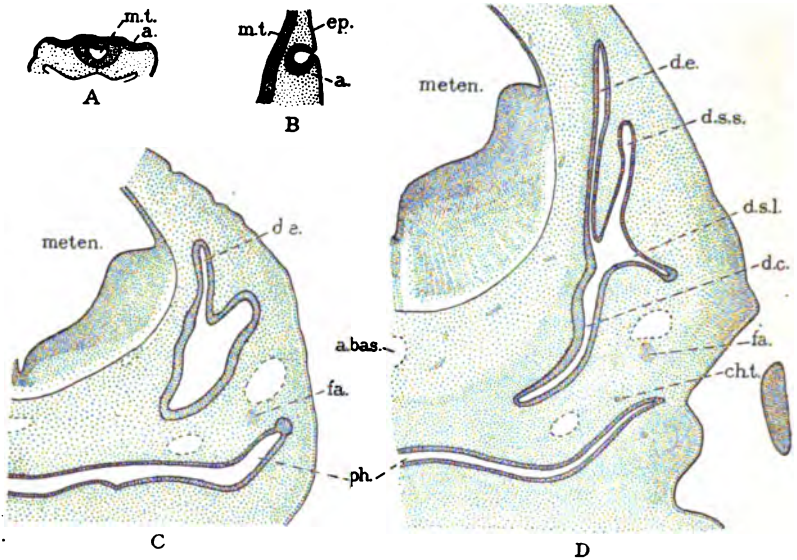 m.t.
a.
A
m.t.
ep.
a.
B
meten.
d.e.
fa.
ph.
C
meten.
d.e.
d.s.s.
d.s.l.
d.c.
a.bas.
fa.
ch.t.
D